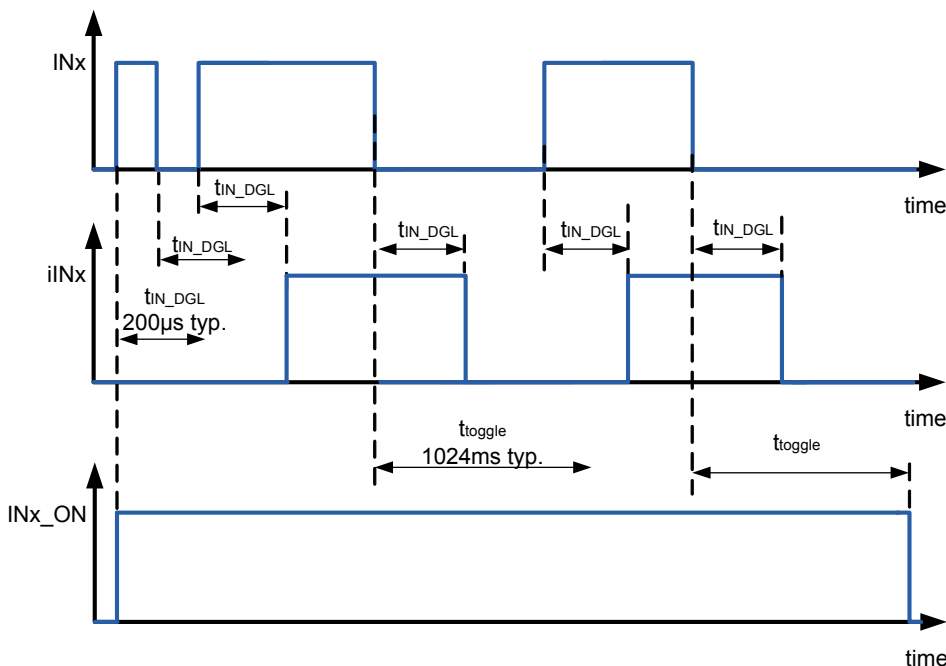 INx
tIN_DGL
time
tIN_DGL
tIN_DGL
tIN_DGL
tIN_DGL
iINx
tIN_DGL
200µs typ.
time
ttoggle
1024ms typ.
ttoggle
INx_ON
time